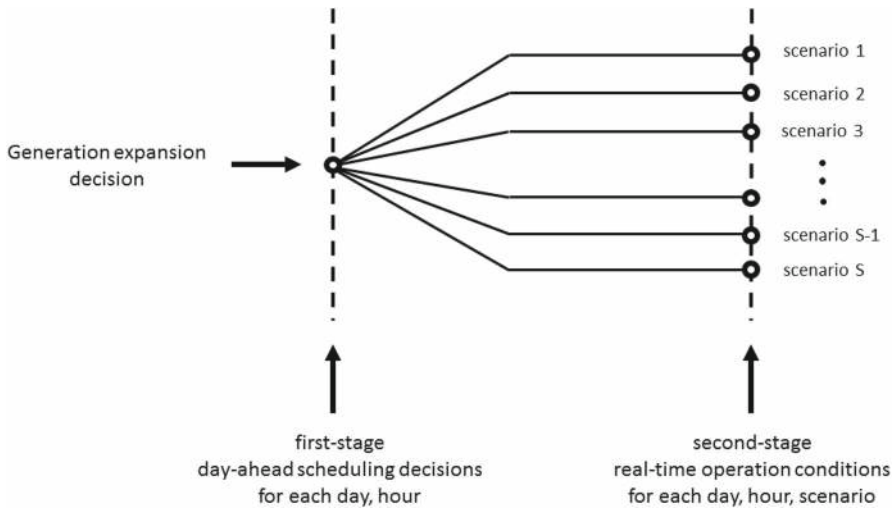 scenario 1
scenario 2
scenario 3
Generation expansion
decision
scenario S-1
scenario S
first-stage
day-ahead scheduling decisions
for each day, hour
second-stage
real-time operation conditions
for each day, hour, scenario